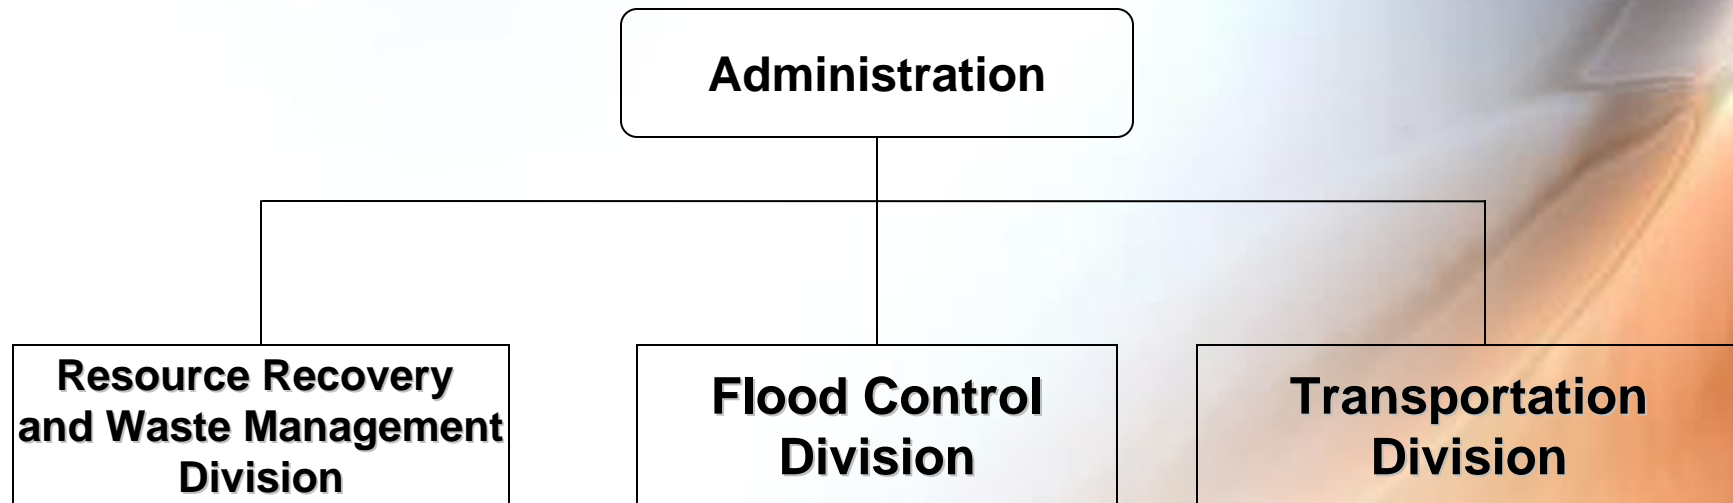 Administration
Resource Recovery
and Waste Management
Division
Flood Control
Division
Transportation
Division